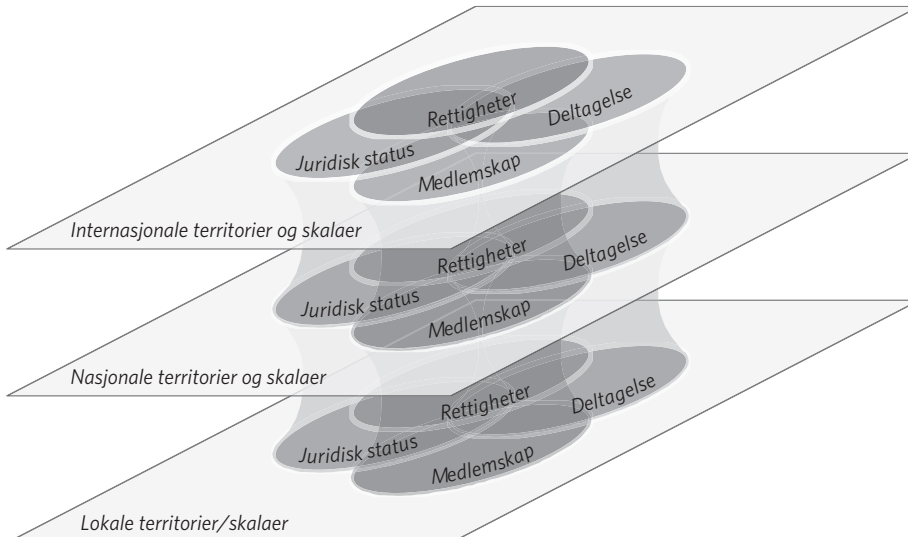 Rettigheter
Deltagelse
Juridisk status
Medlemskap
Internasjonale territorier og skalaer
Rettigheter
Deltagelse
Juridisk status
Medlemskap
Nasjonale territorier og skalaer
Rettigheter
Deltagelse
Juridisk status
Medlemskap
Lokale territorier/skalaer